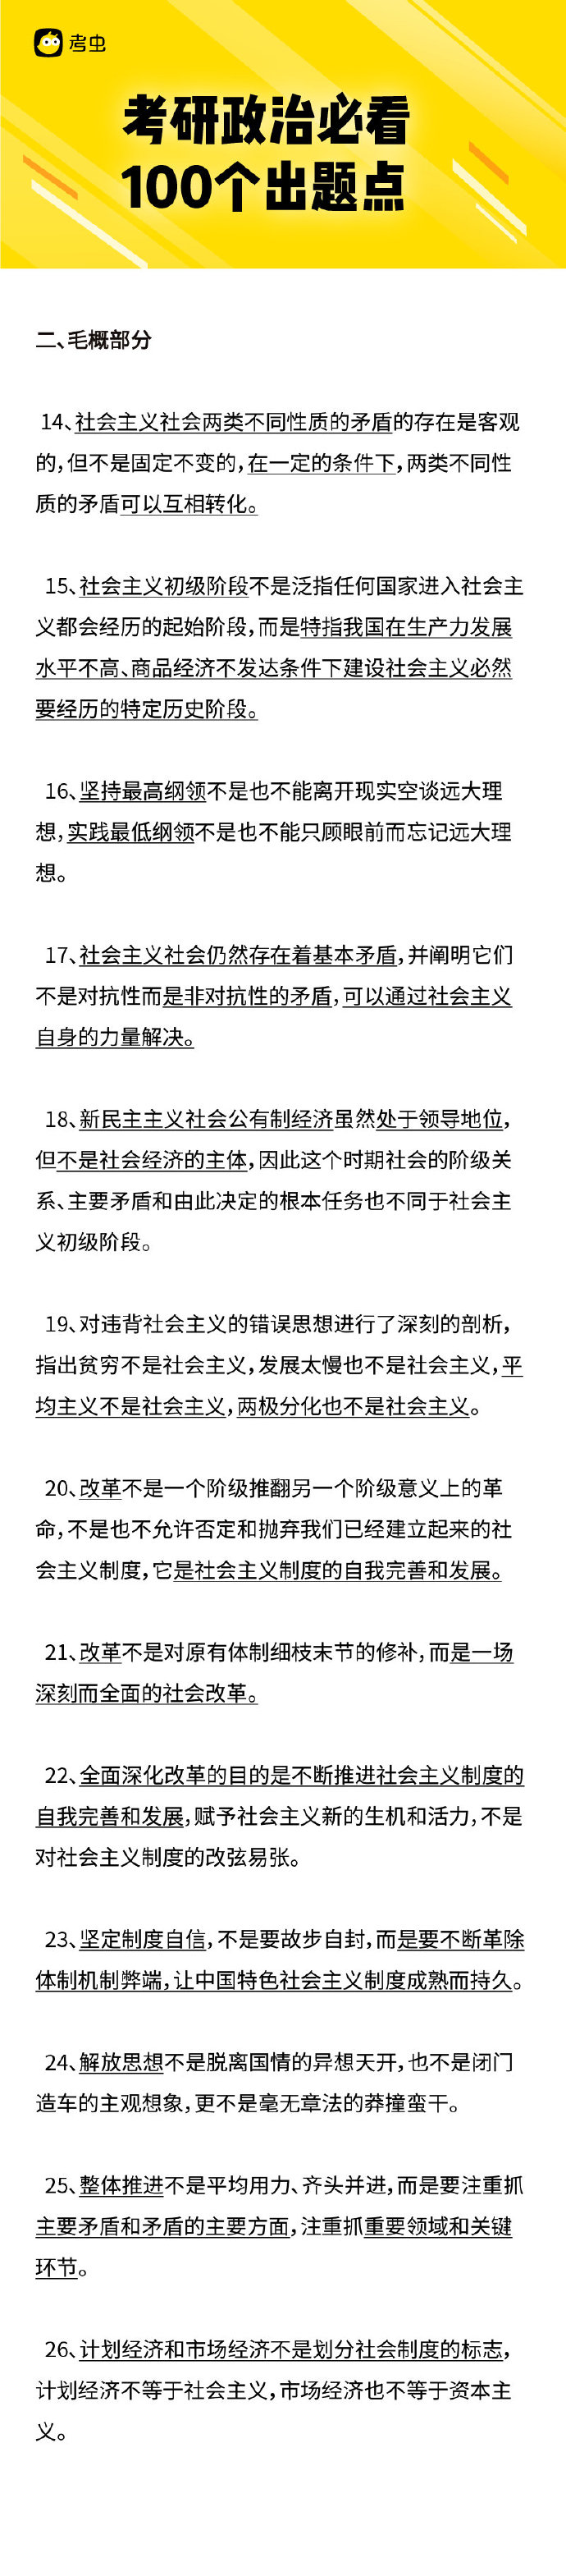 考虫
考研政治必看
100个出题点
二、毛概部分
14、社会主义社会两类不同性质的矛盾的存在是客观
的，但不是固定不变的，在一定的条件下，两类不同性
质的矛盾可以互相转化。
15、社会主义初级阶段不是泛指任何国家进入社会主
义都会经历的起始阶段，而是特指我国在生产力发展
水平不高、商品经济不发达条件下建设社会主义必然
要经历的特定历史阶段。
16、坚持最高纲领不是也不能离开现实空谈远大理
想，实践最低纲领不是也不能只顾眼前而忘记远大理
想。
17、社会主义社会仍然存在着基本矛盾，并阐明它们
不是对抗性而是非对抗性的矛盾，可以通过社会主义
自身的力量解决。
18、新民主主义社会公有制经济虽然处于领导地位，
但不是社会经济的主体，因此这个时期社会的阶级关
系、主要矛盾和由此决定的根本任务也不同于社会主
义初级阶段。
19、对违背社会主义的错误思想进行了深刻的剖析，
指出贫穷不是社会主义，发展太慢也不是社会主义，平
均主义不是社会主义，两极分化也不是社会主义。
20、改革不是一个阶级推翻另一个阶级意义上的革
命，不是也不允许否定和抛弃我们已经建立起来的社
会主义制度，它是社会主义制度的自我完善和发展。
21、改革不是对原有体制细枝末节的修补，而是一场
深刻而全面的社会改革。
22、全面深化改革的目的是不断推进社会主义制度的
自我完善和发展，赋予社会主义新的生机和活力，不是
对社会主义制度的改弦易张。
23、坚定制度自信，不是要故步自封，而是要不断革除
体制机制弊端，让中国特色社会主义制度成熟而持久。
24、解放思想不是脱离国情的异想天开，也不是闭门
造车的主观想象，更不是毫无章法的莽撞蛮干。
25、整体推进不是平均用力、齐头并进，而是要注重抓
主要矛盾和矛盾的主要方面，注重抓重要领域和关键
环节。
26、计划经济和市场经济不是划分社会制度的标志，
计划经济不等于社会主义，市场经济也不等于资本主
义。